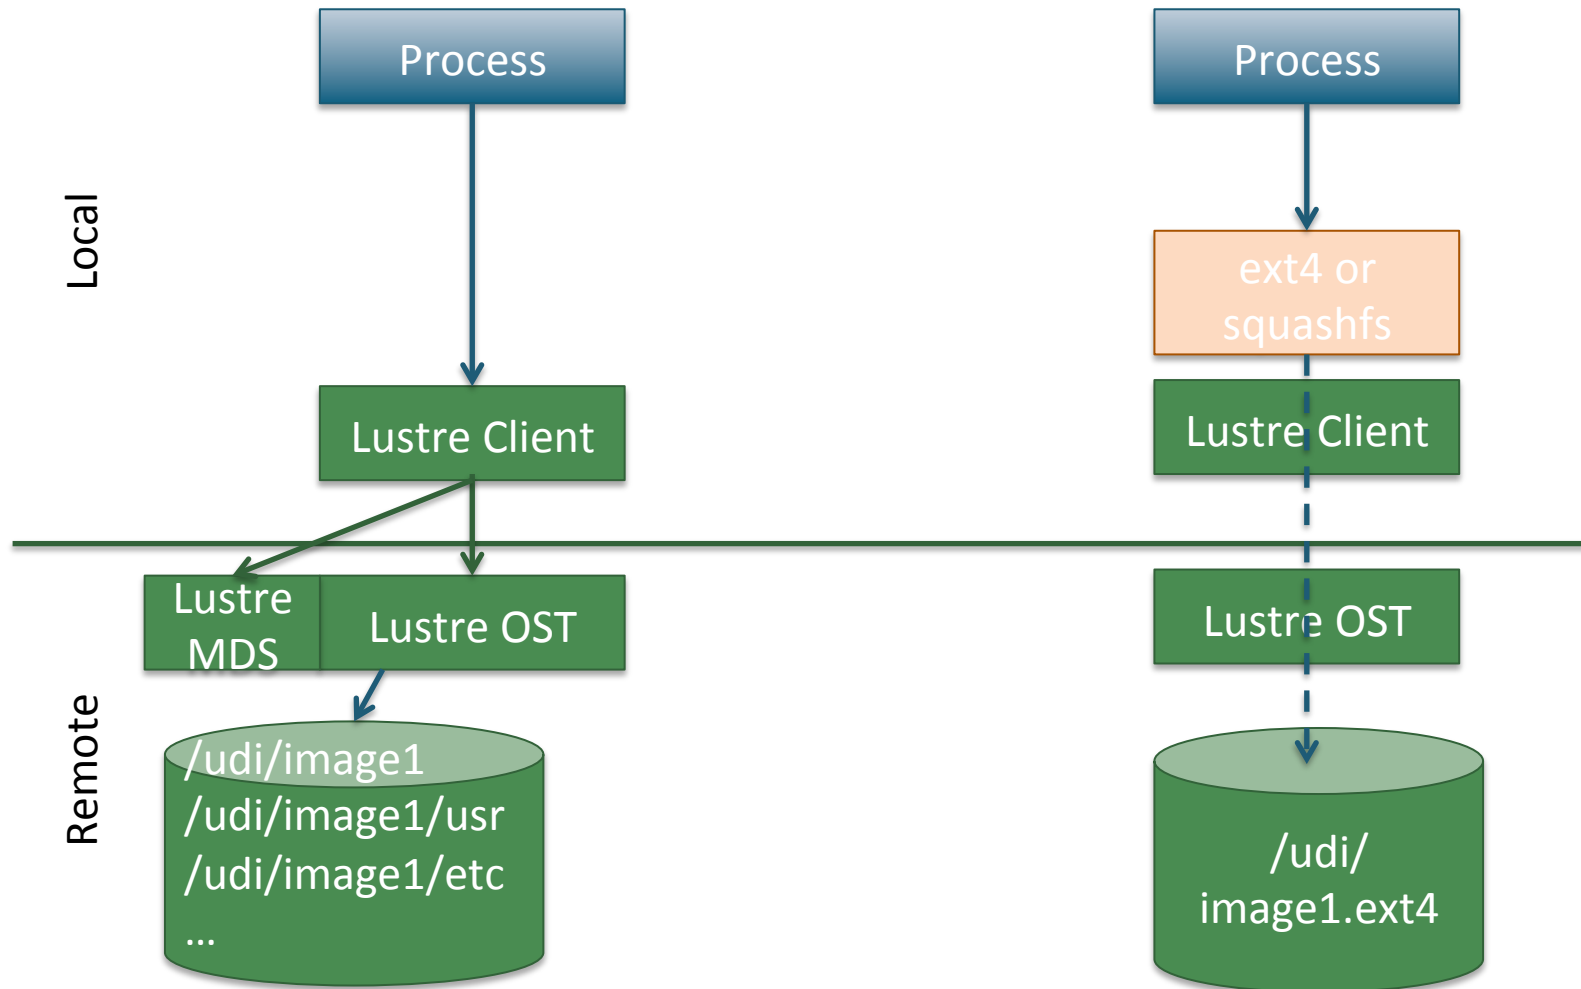 Process
Process
Local
ext4 or
squashfs
Lustre Client
Lustre Client
Lustre
MDS
Lustre OST
Lustre OST
Remote
/udi/image1
/udi/image1/usr
/udi/image1/etc
...
/udi/
image1.ext4